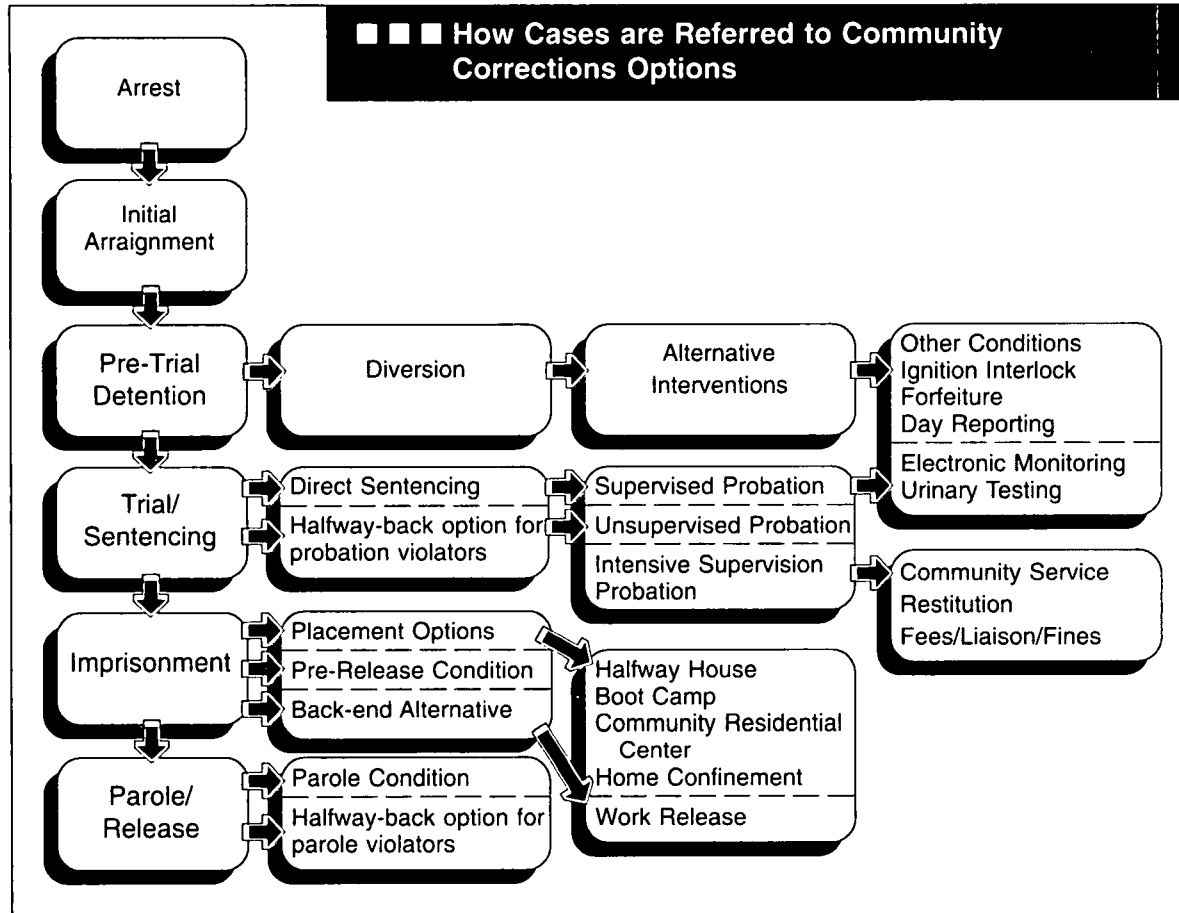 How Cases are Referred to Community
Corrections Options
Arrest
Initial
Arraignment
Pre-Trial
Detention
Diversion
Alternative
Interventions
Other Conditions
Ignition Interlock
Forfeiture
Day Reporting
Electronic Monitoring
Urinary Testing
Trial/
Sentencing
Direct Sentencing
Halfway-back option for
probation violators
Supervised Probation
Unsupervised Probation
Intensive Supervision
Probation
Community Service
Restitution
Fees/Liaison/Fines
Imprisonment
Placement Options
Pre-Release Condition
Back-end Alternative
Halfway House
Boot Camp
Community Residential
Center
Home Confinement
Work Release
Parole/
Release
Parole Condition
Halfway-back option for
parole violators